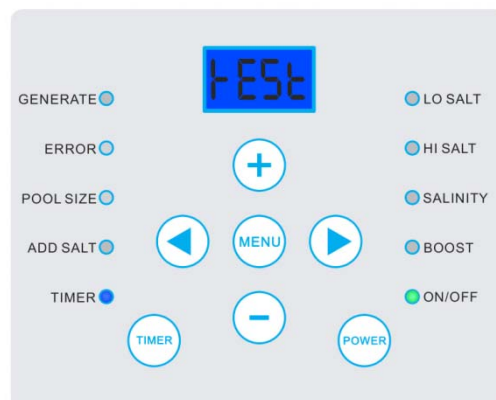 tESt
GENERATE
LO SALT
ERROR
HI SALT
POOL SIZE
SALINITY
ADD SALT
MENU
BOOST
TIMER
ON/OFF
TIMER
POWER